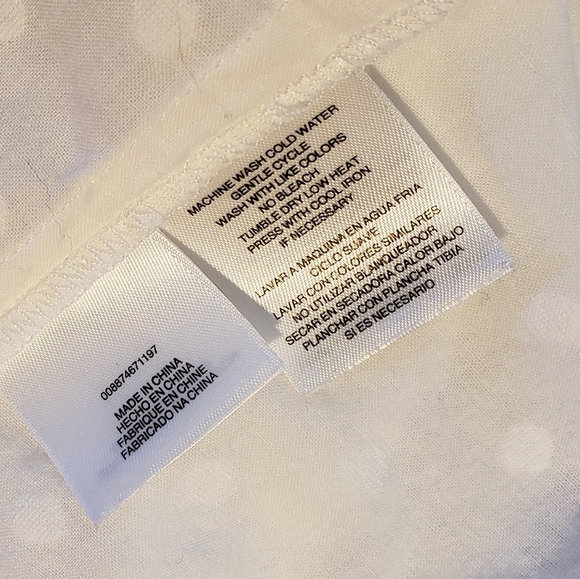 MACHINE WASH COLD WATER
GENTLE CYCLE
WASH WITH LIKE COLORS
NO BLEACH
TUMBLE DRY LOW HEAT
PRESS WITH COOL IRON
IF NECESSARY
LAVAR A MAQUINA EN AGUA FRIA
CICLO SUAVE
LAVAR CON COLORES SIMILARES
NO UTILIZAR BLANQUEADOR
SECAR EN SECADORA CALOR BAJO
PLANCHAR CON PLANCHA TIBIA
SI ES NECESARIO
008874671197
MADE IN CHINA
HECHO EN CHINA
FABRIQUE EN CHINE
FABRICADO NA CHINA